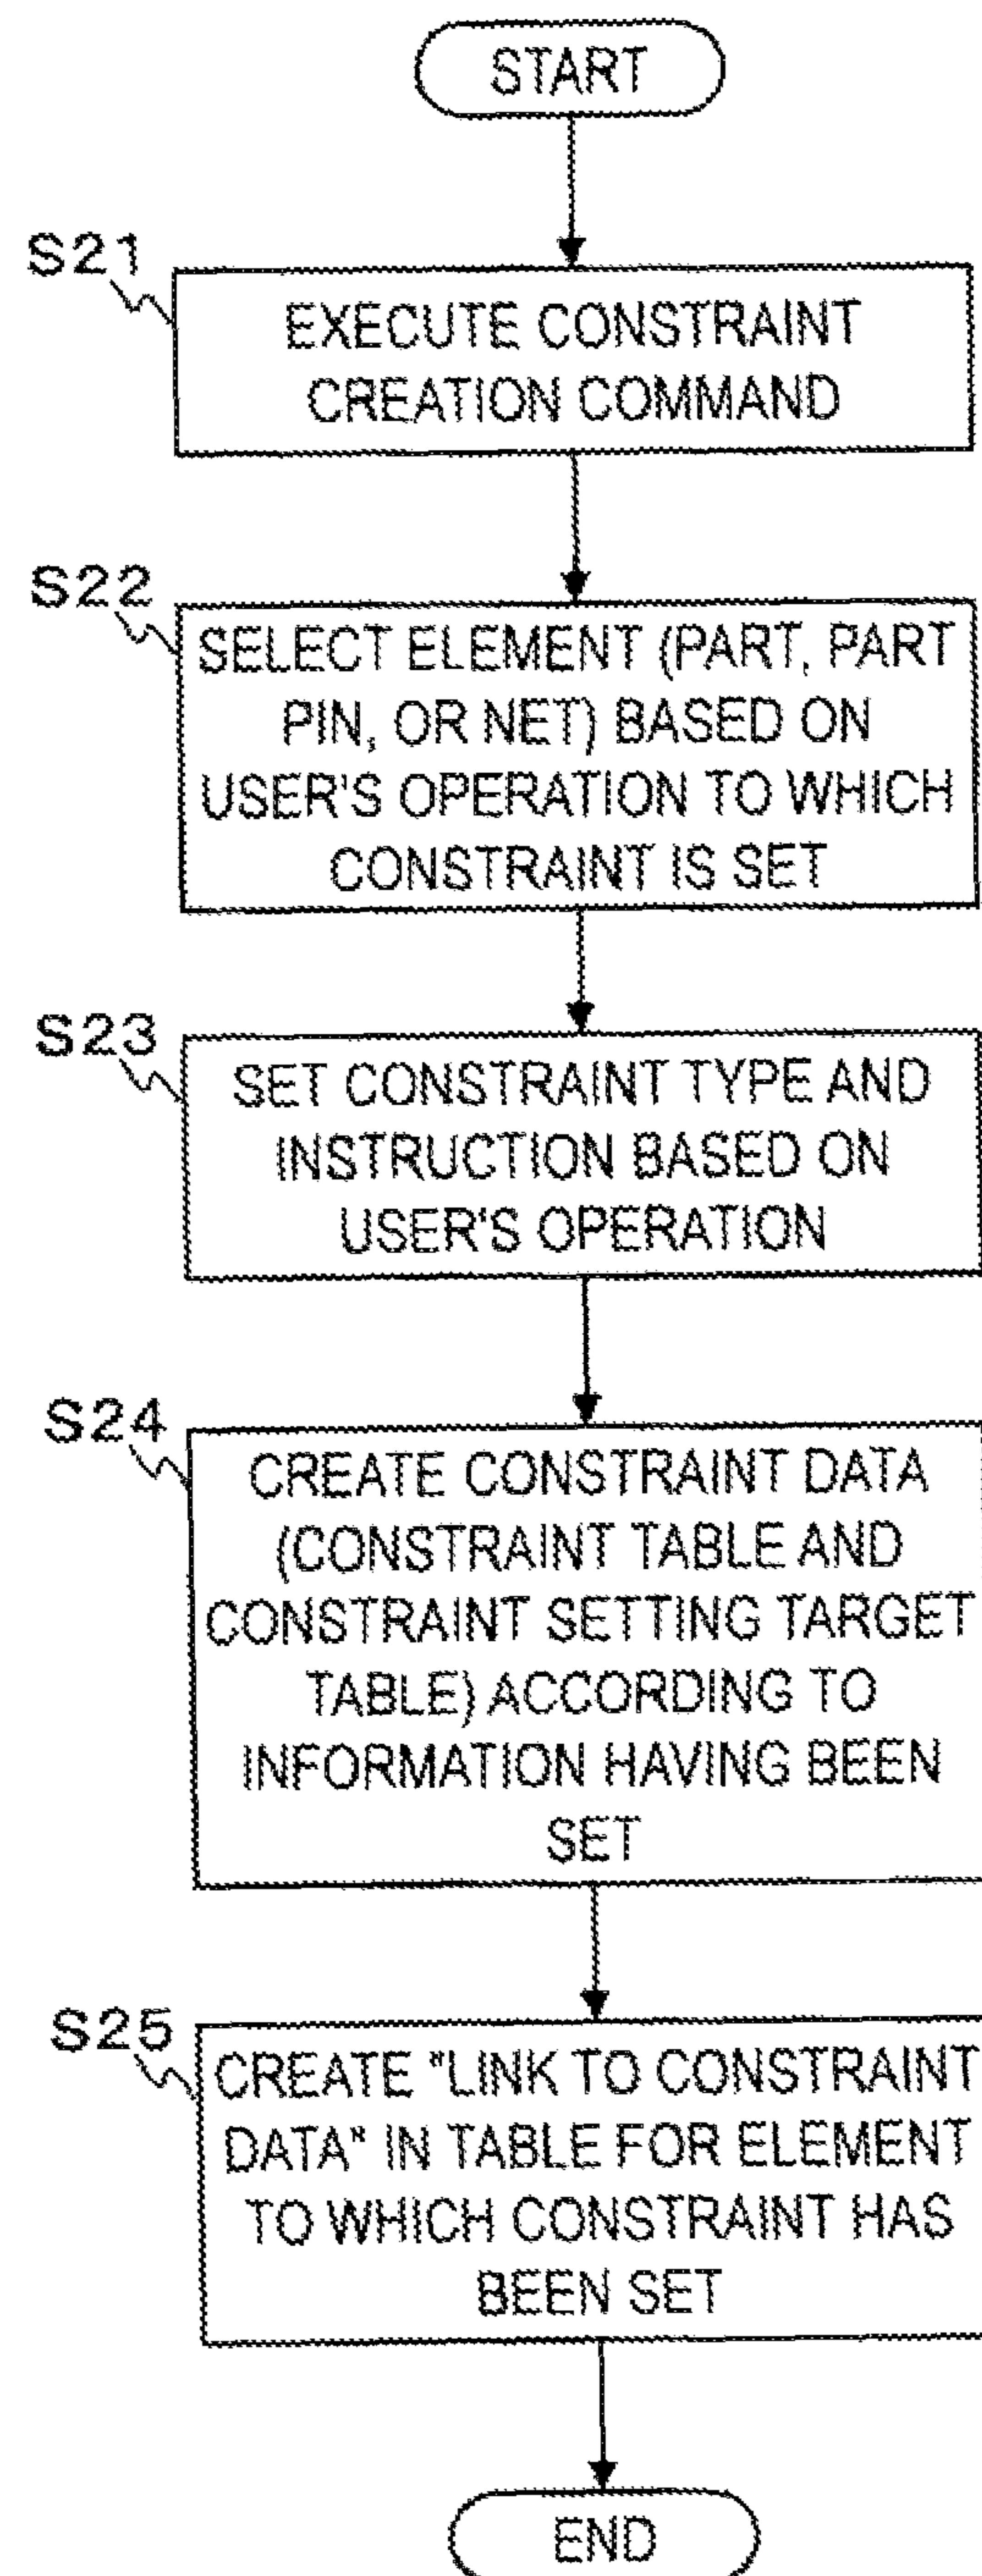 START
S21
EXECUTE CONSTRAINT
CREATION COMMAND
S22
SELECT ELEMENT (PART, PART
PIN, OR NET) BASED ON
USER'S OPERATION TO WHICH
CONSTRAINT IS SET
S23
SET CONSTRAINT TYPE AND
INSTRUCTION BASED ON
USER'S OPERATION
S24
CREATE CONSTRAINT DATA
(CONSTRAINT TABLE AND
CONSTRAINT SETTING TARGET
TABLE) ACCORDING TO
INFORMATION HAVING BEEN
SET
S25
CREATE "LINK TO CONSTRAINT
DATA" IN TABLE FOR ELEMENT
TO WHICH CONSTRAINT HAS
BEEN SET
END